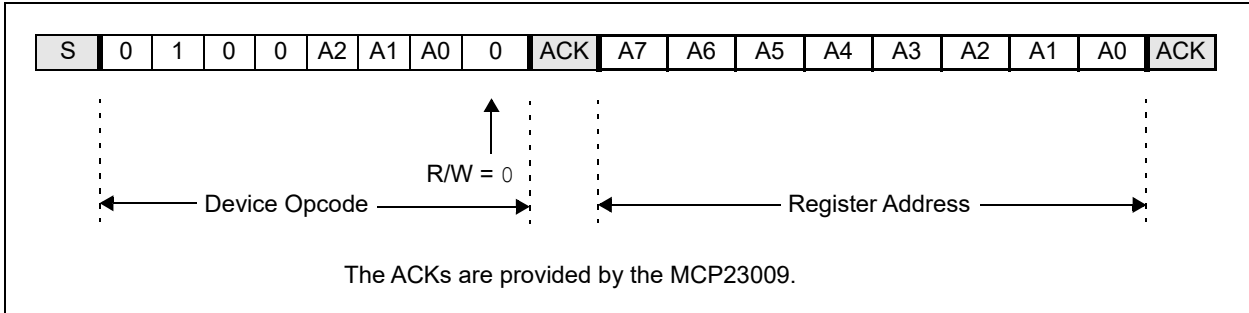 S 0 1 0 0 A2 A1 A0 0 ACK A7 A6 A5 A4 A3 A2 A1 A0 ACK
R/W = 0
Device Opcode Register Address
The ACKs are provided by the MCP23009.